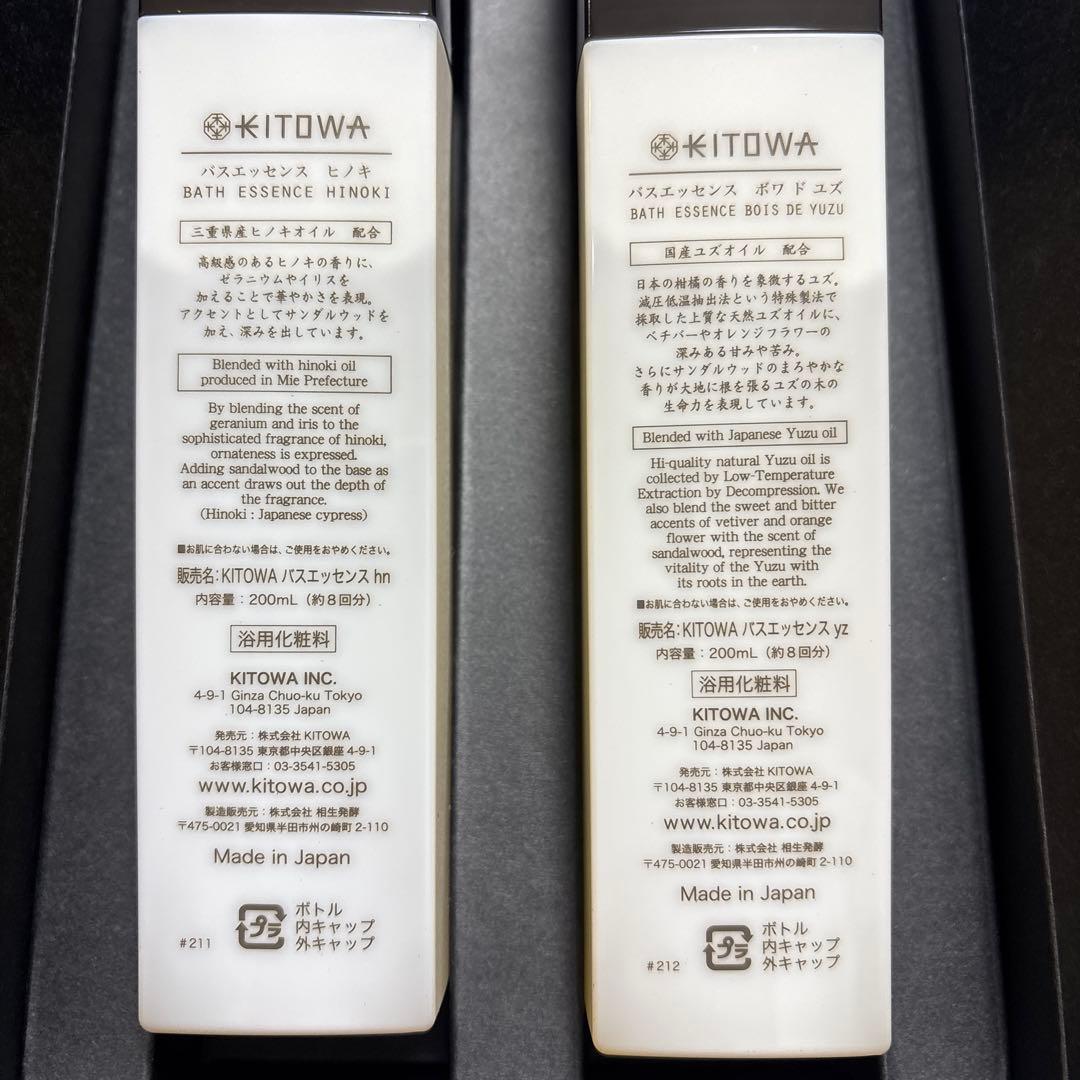 KITOWA
バスエッセンス ヒノキ
BATH ESSENCE HINOKI
三重県産ヒノキオイル 配合
高級感のあるヒノキの香りに、
ゼラニウムやイリスを
加えることで華やかさを表現。
アクセントとしてサンダルウッドを
加え、深みを出しています。
Blended with hinoki oil
produced in Mie Prefecture
By blending the scent of
geranium and iris to the
sophisticated fragrance of hinoki,
ornateness is expressed.
Adding sandalwood to the base as
an accent draws out the depth of
the fragrance.
(Hinoki : Japanese cypress)
■お肌に合わない場合は、ご使用をおやめください。
販売名:KITOWA バスエッセンス hn
内容量:200mL(約8回分)
浴用化粧料
KITOWA INC.
4-9-1 Ginza Chuo-ku Tokyo
104-8135 Japan
発売元:株式会社 KITOWA
〒104-8135 東京都中央区銀座 4-9-1
お客様窓口:03-3541-5305
www.kitowa.co.jp
製造販売元:株式会社 相生発酵
〒475-0021 愛知県半田市州の崎町 2-110
Made in Japan
プラ
ボトル
内キャップ
外キャップ
#211
KITOWA
バスエッセンス ボワ ド ユズ
BATH ESSENCE BOIS DE YUZU
国産ユズオイル 配合
日本の柑橘の香りを象徴するユズ。
減圧低温抽出法という特殊製法で
採取した上質な天然ユズオイルに、
ベチバーやオレンジフラワーの
深みある甘みや苦み。
さらにサンダルウッドのまろやかな
香りが大地に根を張るユズの木の
生命力を表現しています。
Blended with Japanese Yuzu oil
Hi-quality natural Yuzu oil is
collected by Low-Temperature
Extraction by Decompression. We
also blend the sweet and bitter
accents of vetiver and orange
flower with the scent of
sandalwood, representing the
vitality of the Yuzu with
its roots in the earth.
■お肌に合わない場合は、ご使用をおやめください。
販売名:KITOWA バスエッセンス yz
内容量:200mL(約8回分)
浴用化粧料
KITOWA INC.
4-9-1 Ginza Chuo-ku Tokyo
104-8135 Japan
発売元:株式会社 KITOWA
〒104-8135 東京都中央区銀座 4-9-1
お客様窓口:03-3541-5305
www.kitowa.co.jp
製造販売元:株式会社 相生発酵
〒475-0021 愛知県半田市州の崎町 2-110
Made in Japan
プラ
ボトル
内キャップ
外キャップ
#212